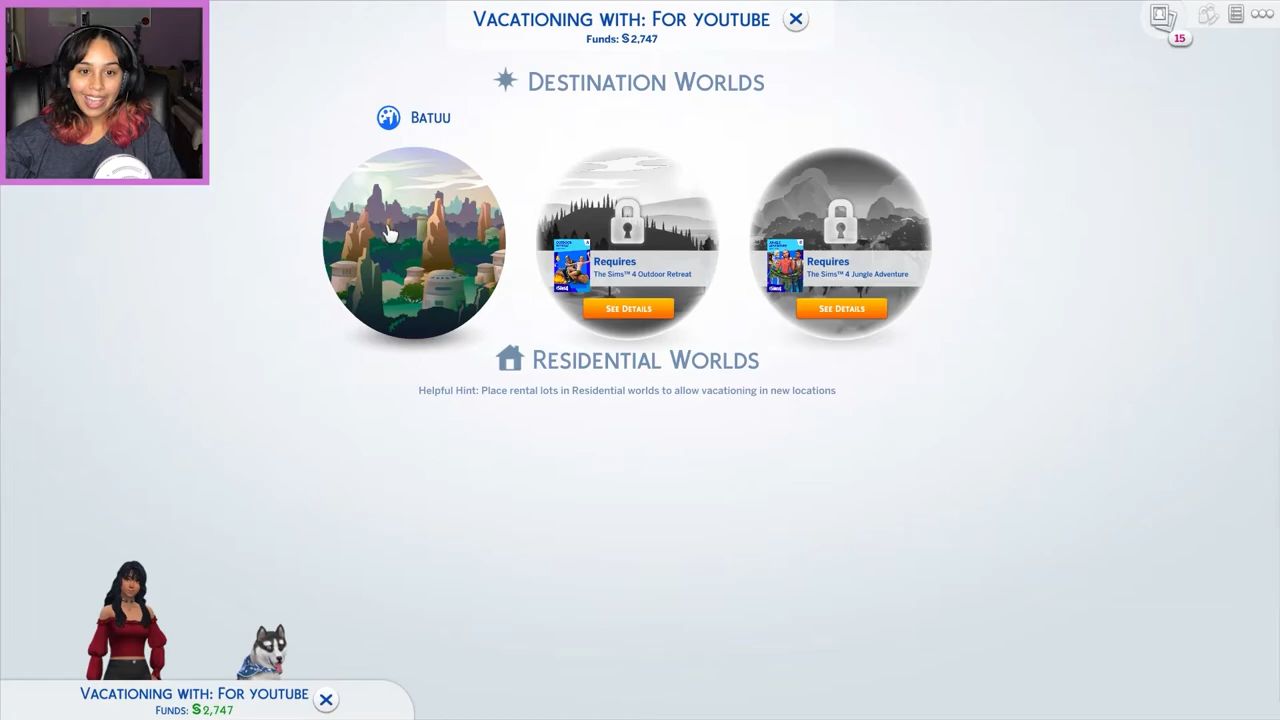 VACATIONING WITH: FOR YOUTUBE
FUNDS: §2,747
15
DESTINATION WORLDS
BATUU
Requires
The Sims™ 4 Outdoor Retreat
SEE DETAILS
Requires
The Sims™ 4 Jungle Adventure
SEE DETAILS
RESIDENTIAL WORLDS
Helpful Hint: Place rental lots in Residential worlds to allow vacationing in new locations
VACATIONING WITH: FOR YOUTUBE
FUNDS: §2,747